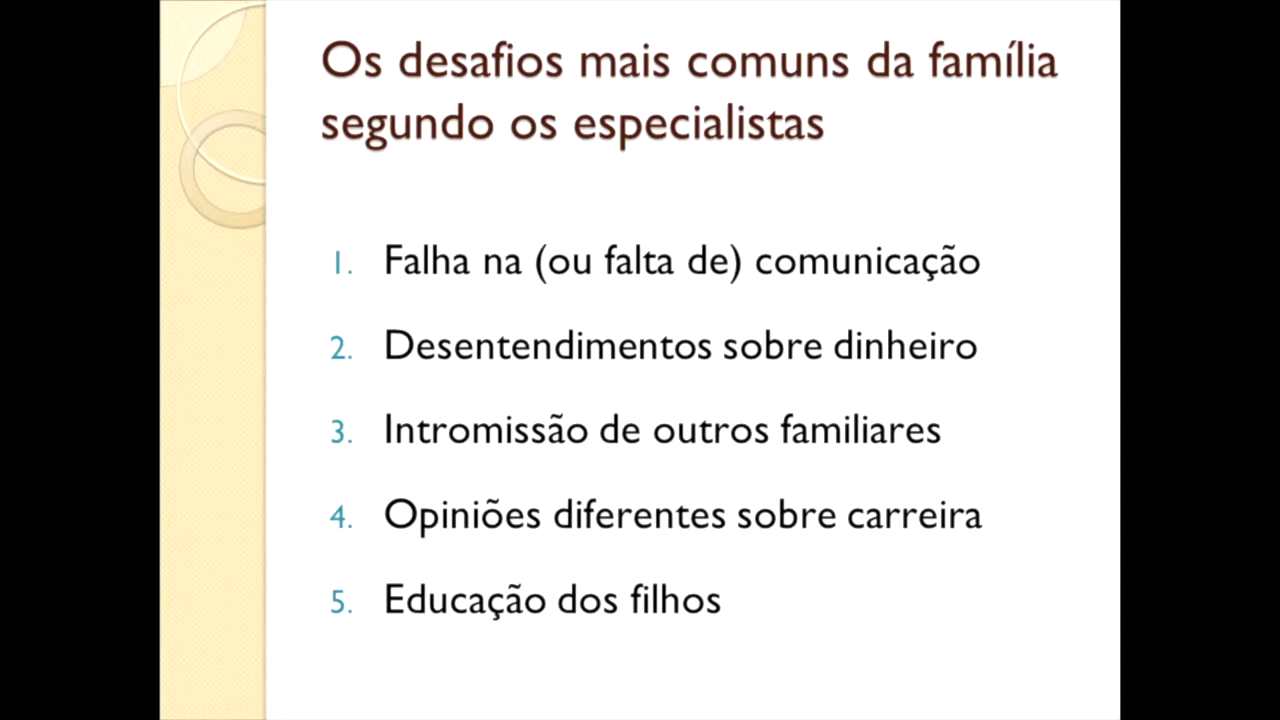 Os desafios mais comuns da família
segundo os especialistas
1. Falha na (ou falta de) comunicação
2. Desentendimentos sobre dinheiro
3. Intromissão de outros familiares
4. Opiniões diferentes sobre carreira
5. Educação dos filhos